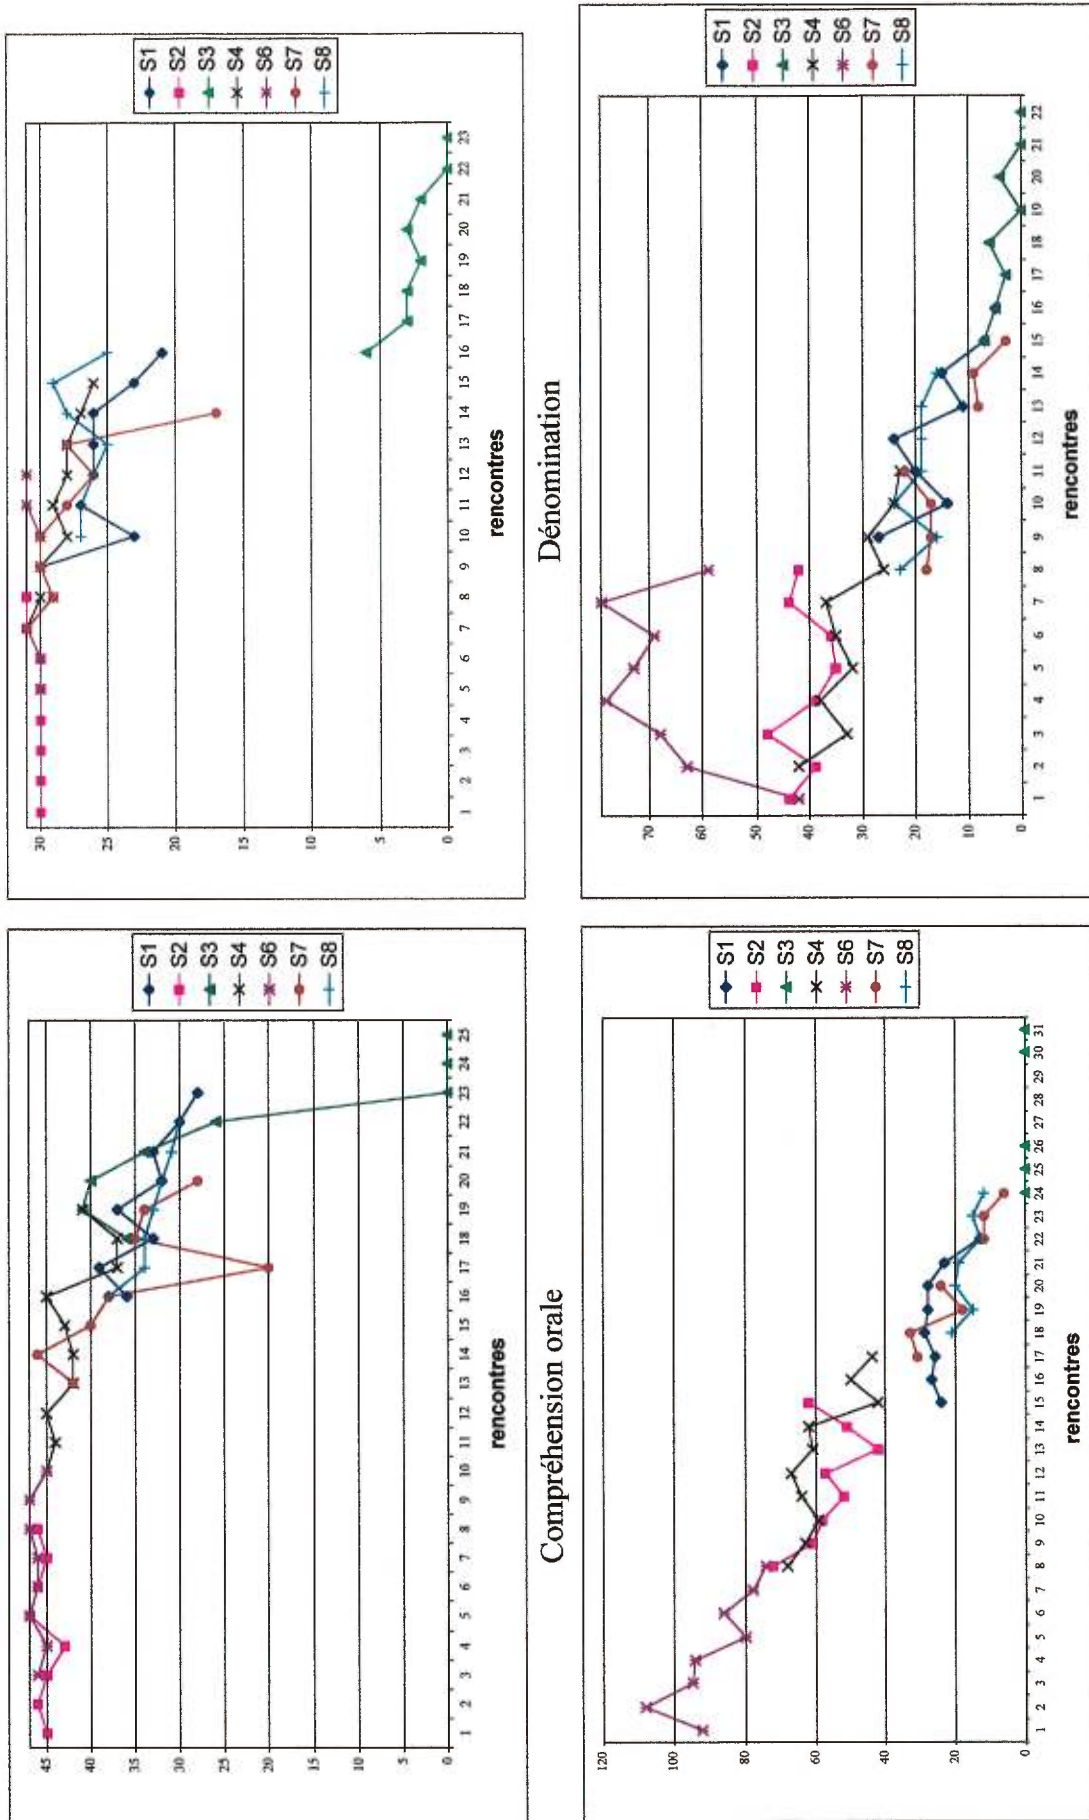 45
40
35
30
25
20
15
10
5
0
1 2 3 4 5 6 7 8 9 10 11 12 13 14 15 16 17 18 19 20 21 22 23 24 25
rencontres
S1
S2
S3
S4
S6
S7
S8
30
25
20
15
10
5
0
1 2 3 4 5 6 7 8 9 10 11 12 13 14 15 16 17 18 19 20 21 22 23
rencontres
S1
S2
S3
S4
S6
S7
S8
Compréhension orale
Dénomination
120
100
80
60
40
20
0
1 2 3 4 5 6 7 8 9 10 11 12 13 14 15 16 17 18 19 20 21 22 23 24 25 26 27 28 29 30 31
rencontres
S1
S2
S3
S4
S6
S7
S8
70
60
50
40
30
20
10
0
1 2 3 4 5 6 7 8 9 10 11 12 13 14 15 16 17 18 19 20 21 22
rencontres
S1
S2
S3
S4
S6
S7
S8